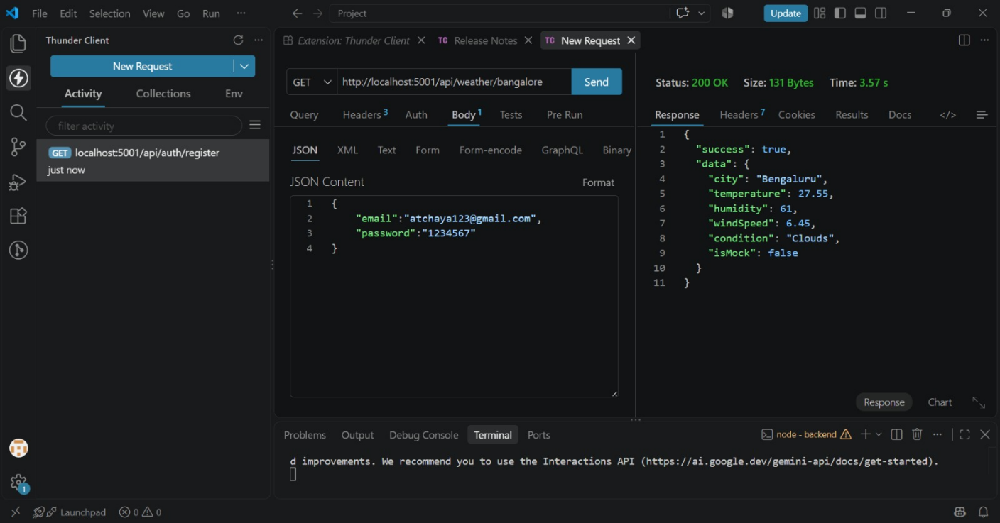 File Edit Selection View Go Run ··· Project Update
Thunder Client
New Request
Activity Collections Env
filter activity
GET localhost:5001/api/auth/register
just now
Extension: Thunder Client TC Release Notes TC New Request
GET http://localhost:5001/api/weather/bangalore Send
Query Headers 3 Auth Body 1 Tests Pre Run
JSON XML Text Form Form-encode GraphQL Binary
JSON Content Format
1 {
2 "email":"atchaya123@gmail.com",
3 "password":"1234567"
4 }
Status: 200 OK Size: 131 Bytes Time: 3.57 s
Response Headers 7 Cookies Results Docs </>
1 {
2 "success": true,
3 "data": {
4 "city": "Bengaluru",
5 "temperature": 27.55,
6 "humidity": 61,
7 "windSpeed": 6.45,
8 "condition": "Clouds",
9 "isMock": false
10 }
11 }
Response Chart
Problems Output Debug Console Terminal Ports node - backend
d improvements. We recommend you to use the Interactions API (https://ai.google.dev/gemini-api/docs/get-started).
1
Launchpad 0 0